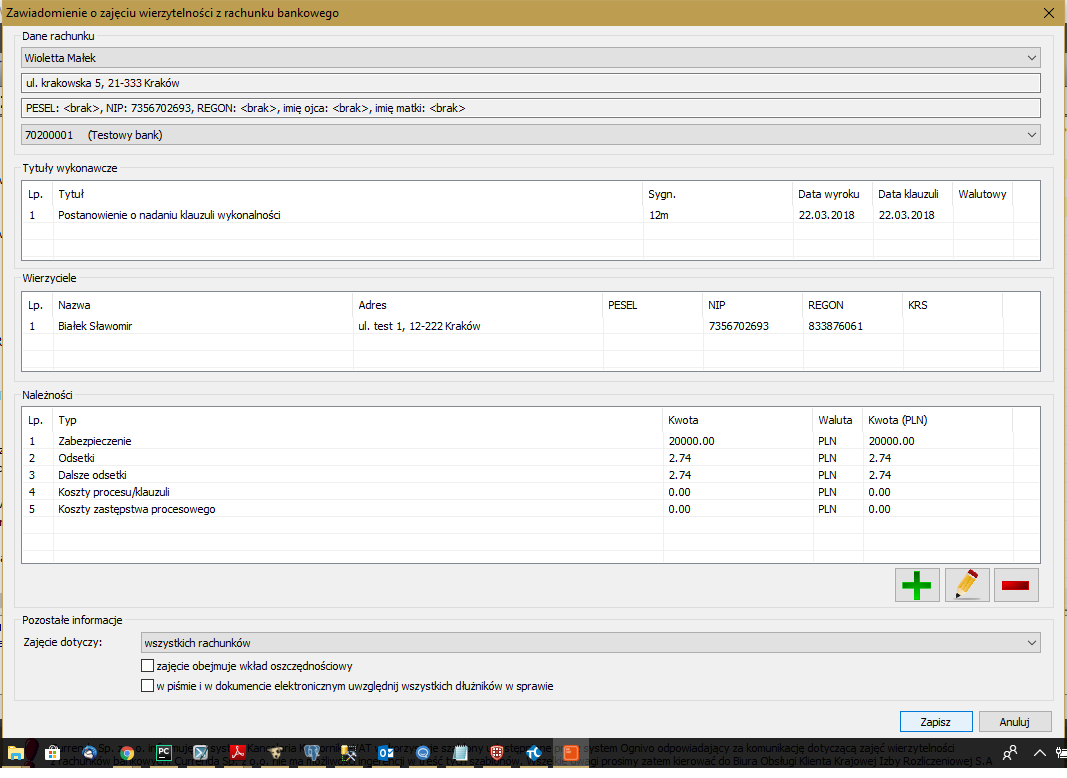 Zawiadomienie o zajęciu wierzytelności z rachunku bankowego
Dane rachunku
Wioletta Małek
ul. krakowska 5, 21-333 Kraków
PESEL: <brak>, NIP: 7356702693, REGON: <brak>, imię ojca: <brak>, imię matki: <brak>
70200001 (Testowy bank)
Tytuły wykonawcze
Lp. Tytuł Sygn. Data wyroku Data klauzuli Walutowy
1 Postanowienie o nadaniu klauzuli wykonalności 12m 22.03.2018 22.03.2018
Wierzyciele
Lp. Nazwa Adres PESEL NIP REGON KRS
1 Białek Sławomir ul. test 1, 12-222 Kraków 7356702693 833876061
Należności
Lp. Typ Kwota Waluta Kwota (PLN)
1 Zabezpieczenie 20000.00 PLN 20000.00
2 Odsetki 2.74 PLN 2.74
3 Dalsze odsetki 2.74 PLN 2.74
4 Koszty procesu/klauzuli 0.00 PLN 0.00
5 Koszty zastępstwa procesowego 0.00 PLN 0.00
Pozostałe informacje
Zajęcie dotyczy: wszystkich rachunków
zajęcie obejmuje wkład oszczędnościowy
w piśmie i w dokumencie elektronicznym uwzględnij wszystkich dłużników w sprawie
Zapisz Anuluj
system Ognivo odpowiadający za komunikację dotyczącą zajęć wierzytelności
uwagi prosimy zatem kierować do Biura Obsługi Klienta Krajowej Izby Rozliczeniowej S.A